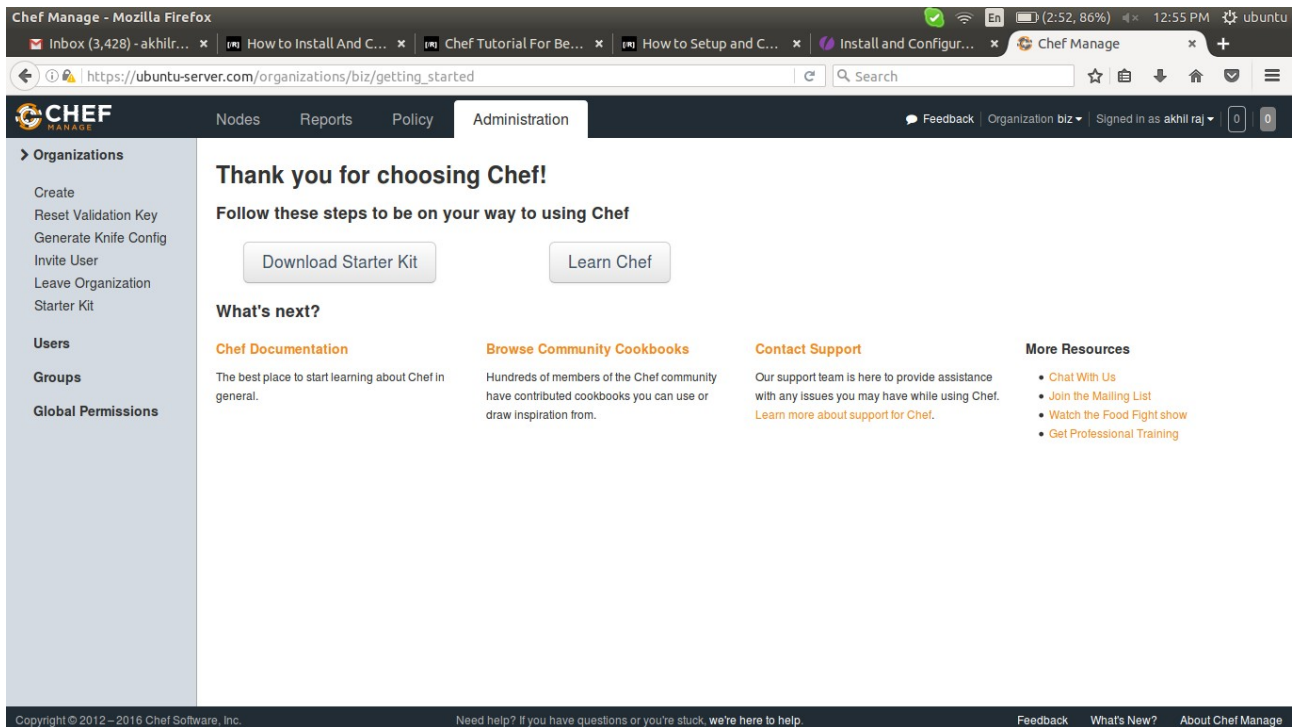 Chef Manage - Mozilla Firefox
En (2:52, 86%) 12:55 PM ubuntu
Inbox (3,428) - akhilr... How to Install And C... Chef Tutorial For Be... How to Setup and C... Install and Configur... Chef Manage
https://ubuntu-server.com/organizations/biz/getting_started Search
CHEF Nodes Reports Policy Administration Feedback Organization biz Signed in as akhil raj 0 0
MANAGE
Organizations
Create
Reset Validation Key
Generate Knife Config
Invite User
Leave Organization
Starter Kit
Users
Groups
Global Permissions
Thank you for choosing Chef!
Follow these steps to be on your way to using Chef
Download Starter Kit Learn Chef
What's next?
Chef Documentation
The best place to start learning about Chef in
general.
Browse Community Cookbooks
Hundreds of members of the Chef community
have contributed cookbooks you can use or
draw inspiration from.
Contact Support
Our support team is here to provide assistance
with any issues you may have while using Chef.
Learn more about support for Chef.
More Resources
Chat With Us
Join the Mailing List
Watch the Food Fight show
Get Professional Training
Copyright © 2012–2016 Chef Software, Inc. Need help? If you have questions or you're stuck, we're here to help. Feedback What's New? About Chef Manage